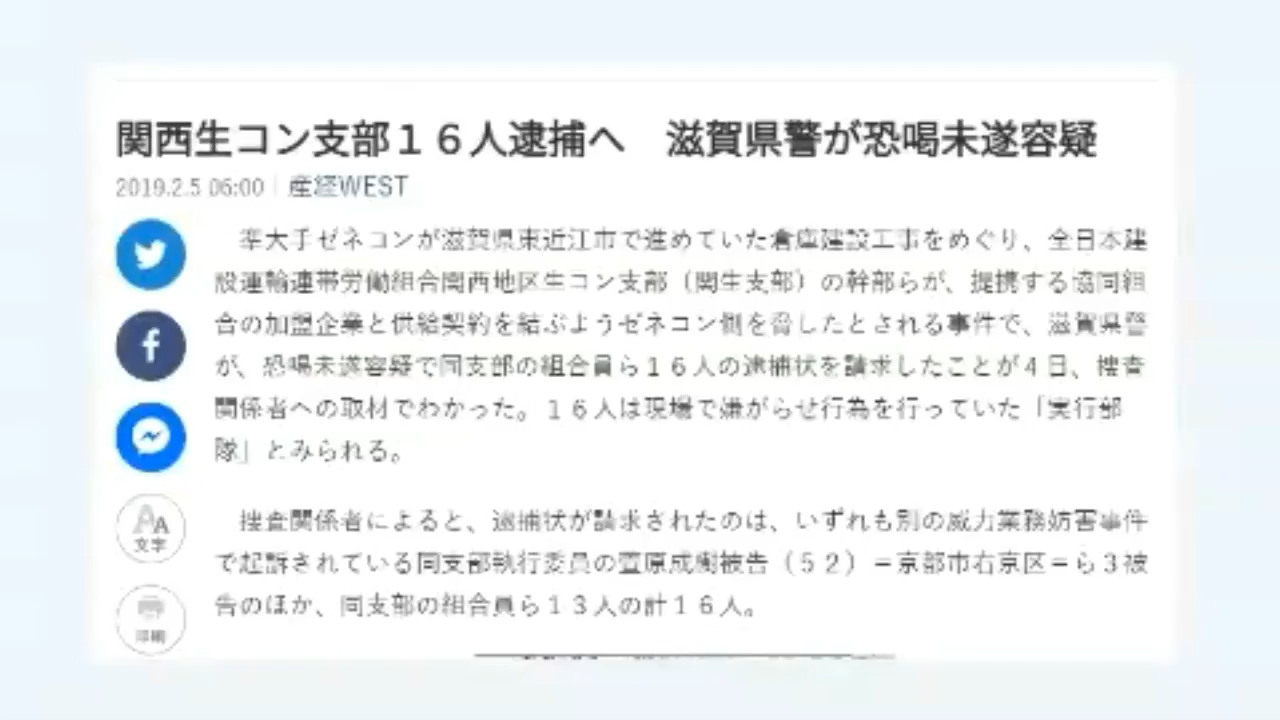 関西生コン支部１６人逮捕へ　滋賀県警が恐喝未遂容疑
2019.2.5 06:00 | 産経WEST
準大手ゼネコンが滋賀県東近江市で進めていた倉庫建設工事をめぐり、全日本建
設運輸連帯労働組合関西地区生コン支部（関生支部）の幹部らが、提携する協同組
合の加盟企業と供給契約を結ぶようゼネコン側を脅したとされる事件で、滋賀県警
が、恐喝未遂容疑で同支部の組合員ら１６人の逮捕状を請求したことが４日、捜査
関係者への取材でわかった。１６人は現場で嫌がらせ行為を行っていた「実行部
隊」とみられる。
捜査関係者によると、逮捕状が請求されたのは、いずれも別の威力業務妨害事件
で起訴されている同支部執行委員の萱原成樹被告（５２）＝京都市右京区＝ら３被
告のほか、同支部の組合員ら１３人の計１６人。
AA
文字
印刷